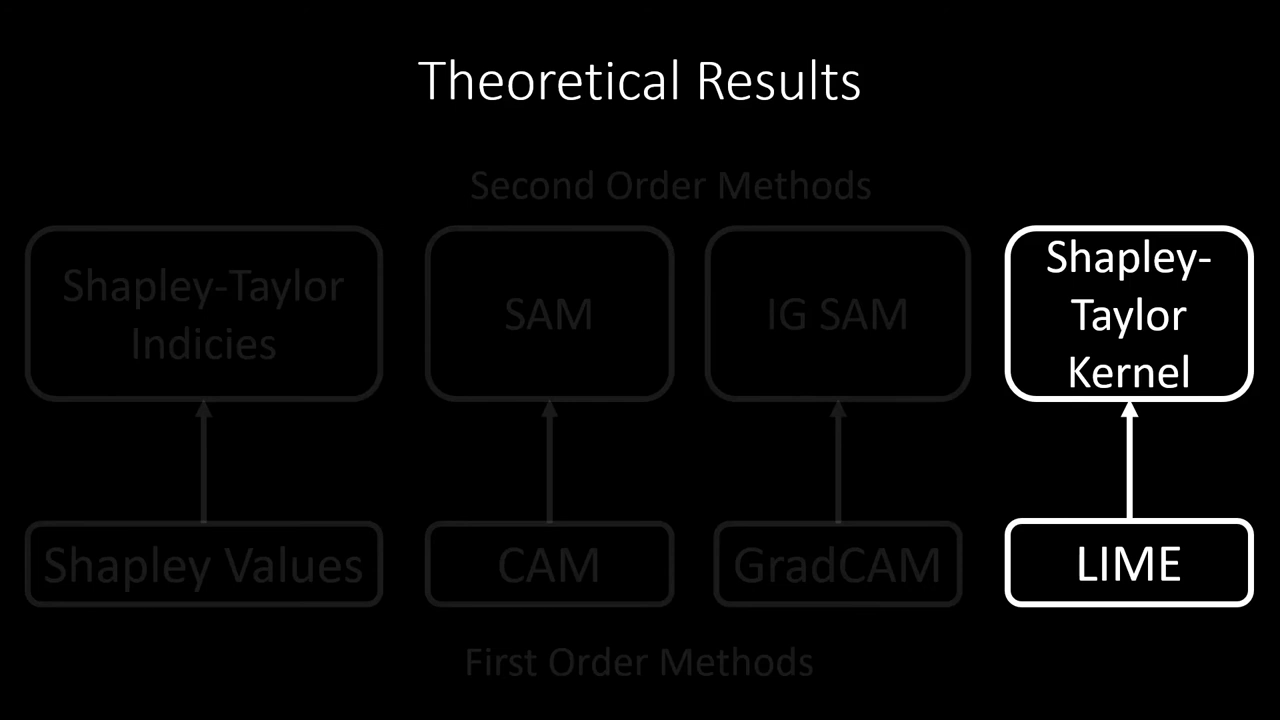 Theoretical Results
Second Order Methods
Shapley-Taylor
Indicies
SAM
IG SAM
Shapley-
Taylor
Kernel
Shapley Values
CAM
GradCAM
LIME
First Order Methods